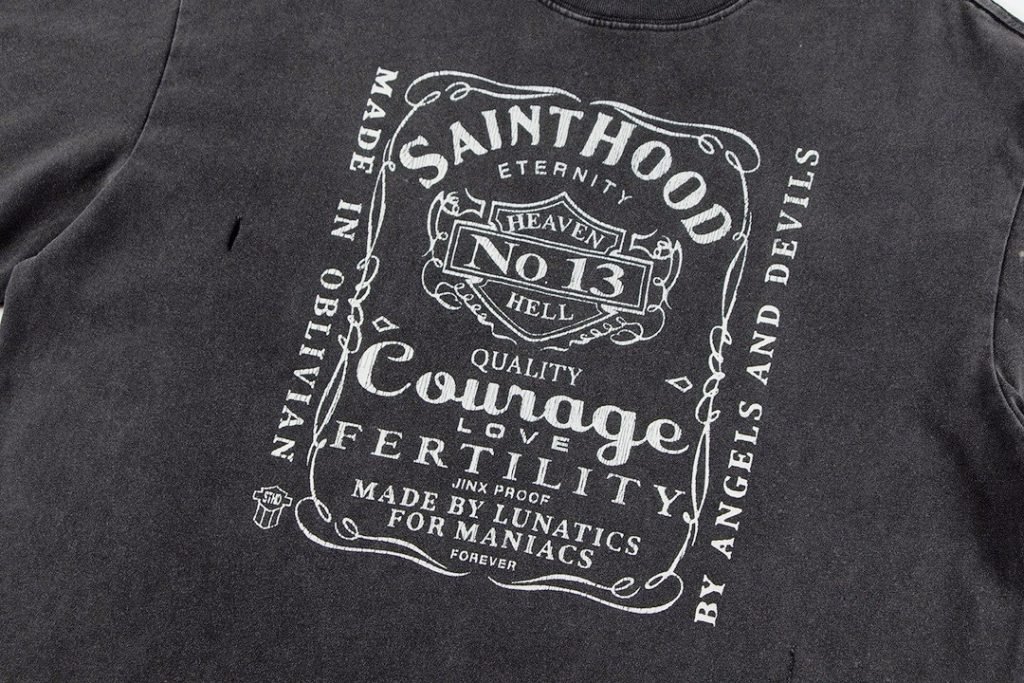 SAINTHOOD
ETERNITY
HEAVEN
No. 13
HELL
QUALITY
Courage
LOVE
FERTILITY.
JINX PROOF
MADE BY LUNATICS
FOR MANIACS
FOREVER
MADE IN OBLIVIAN
BY ANGELS AND DEVILS
STHD